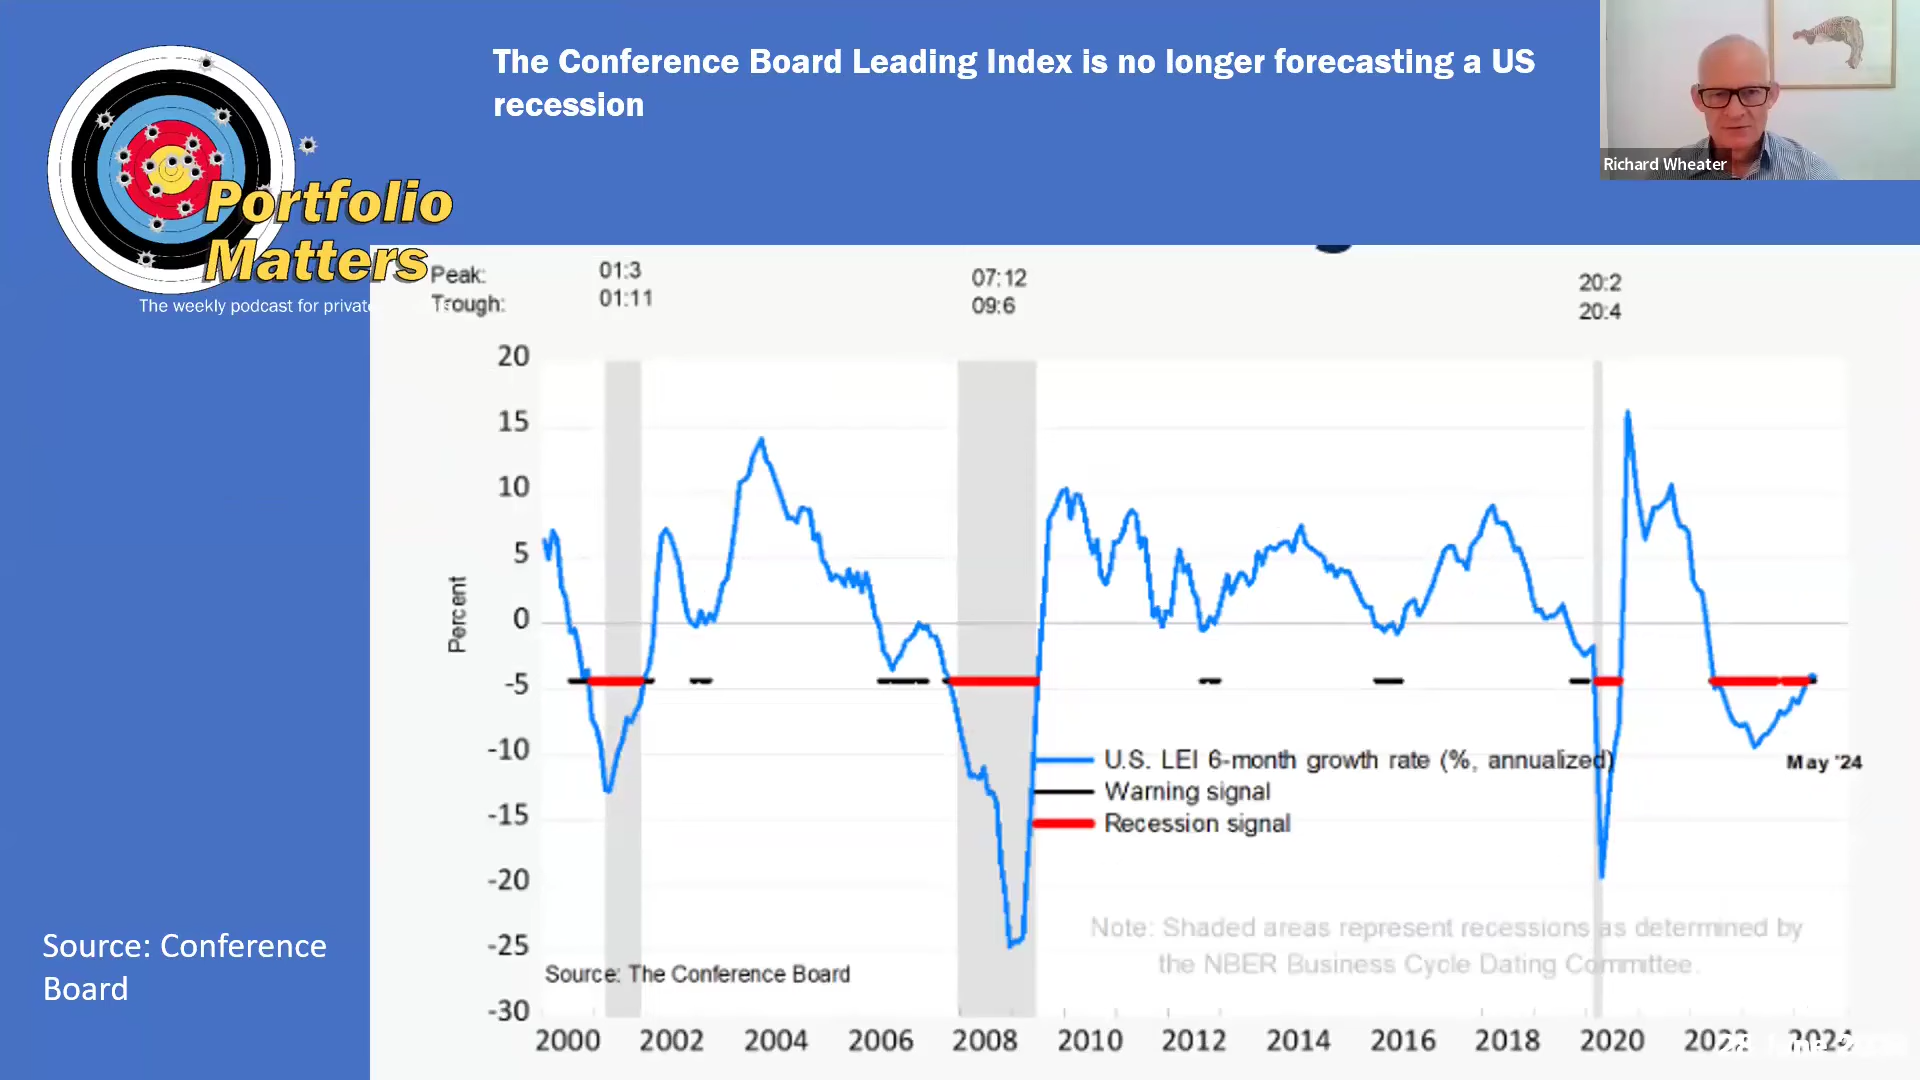 The Conference Board Leading Index is no longer forecasting a US
recession
Richard Wheater
Portfolio
Matters
The weekly podcast for private
Peak: 01:3 07:12 20:2
Trough: 01:11 09:6 20:4
20
15
10
5
0
-5
-10
-15
-20
-25
-30
Percent
U.S. LEI 6-month growth rate (%, annualized)
Warning signal
Recession signal
May '24
Note: Shaded areas represent recessions as determined by
the NBER Business Cycle Dating Committee.
Source: The Conference Board
2000 2002 2004 2006 2008 2010 2012 2014 2016 2018 2020 2024
Source: Conference
Board